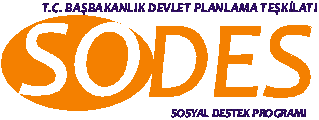 T.C. BAŞBAKANLIK DEVLET PLANLAMA TEŞKİLATI
SODES
SOSYAL DESTEK PROGRAMI